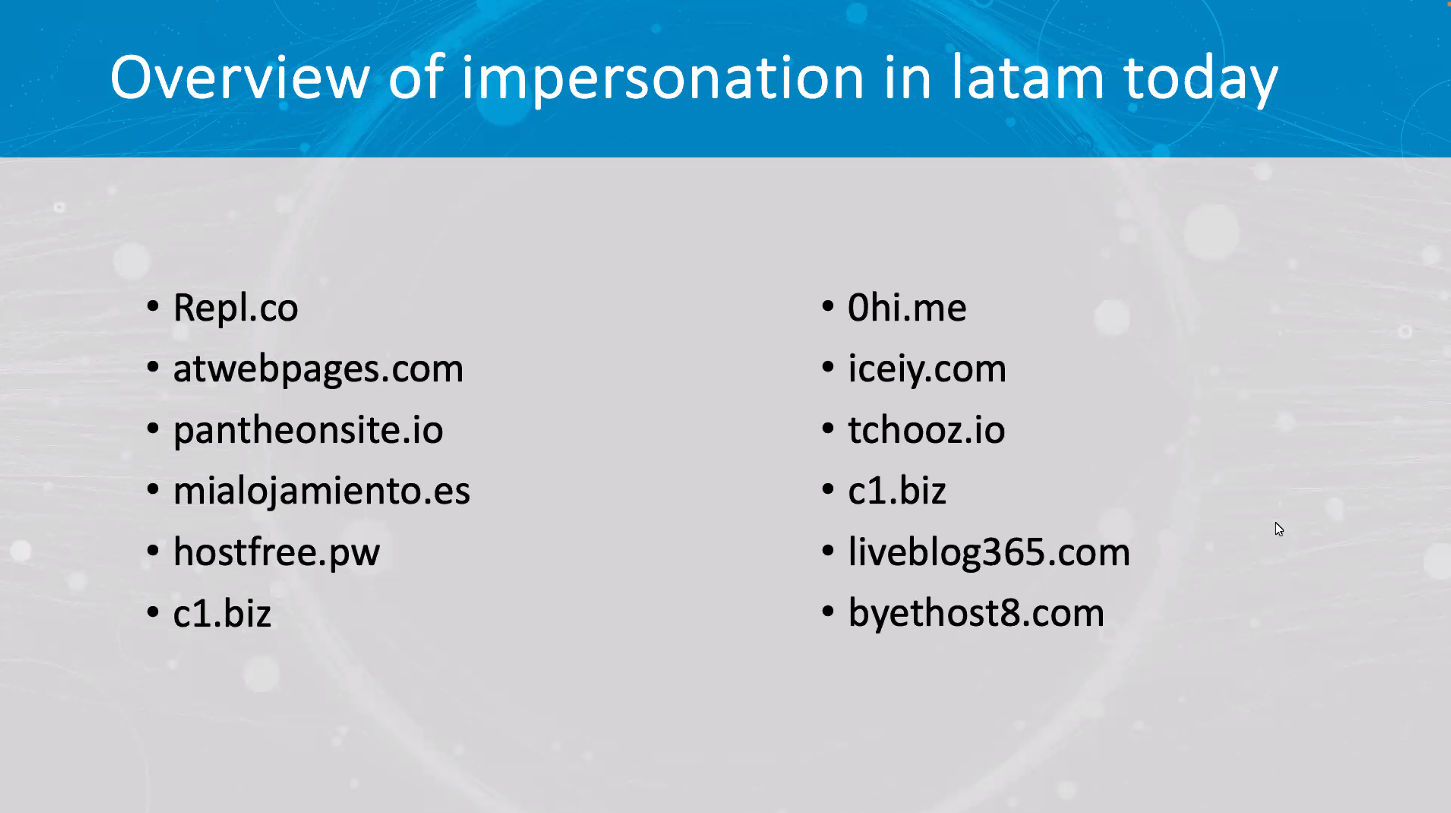 Overview of impersonation in latam today
• Repl.co
• atwebpages.com
• pantheonsite.io
• mialojamiento.es
• hostfree.pw
• c1.biz
• 0hi.me
• iceiy.com
• tchooz.io
• c1.biz
• liveblog365.com
• byethost8.com